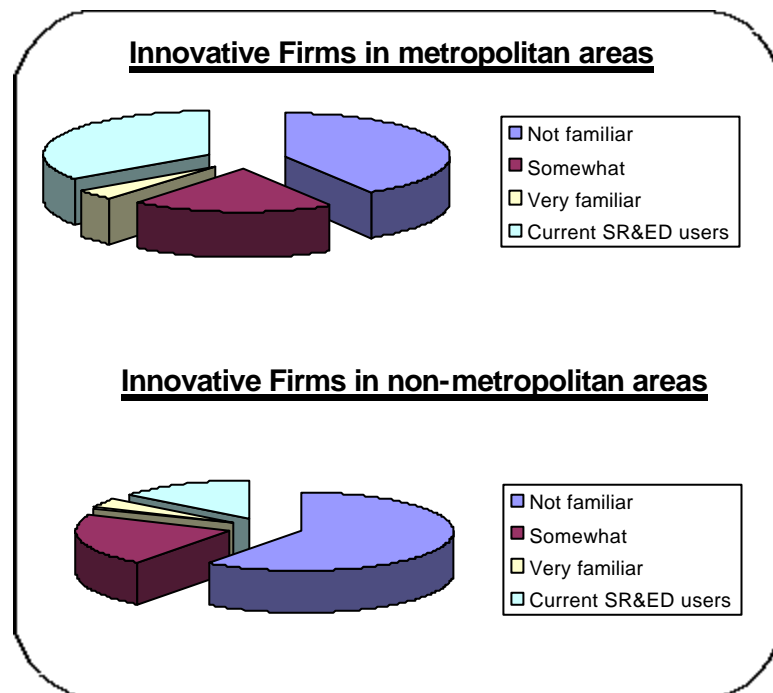 Innovative Firms in metropolitan areas
Not familiar
Somewhat
Very familiar
Current SR&ED users
Innovative Firms in non-metropolitan areas
Not familiar
Somewhat
Very familiar
Current SR&ED users